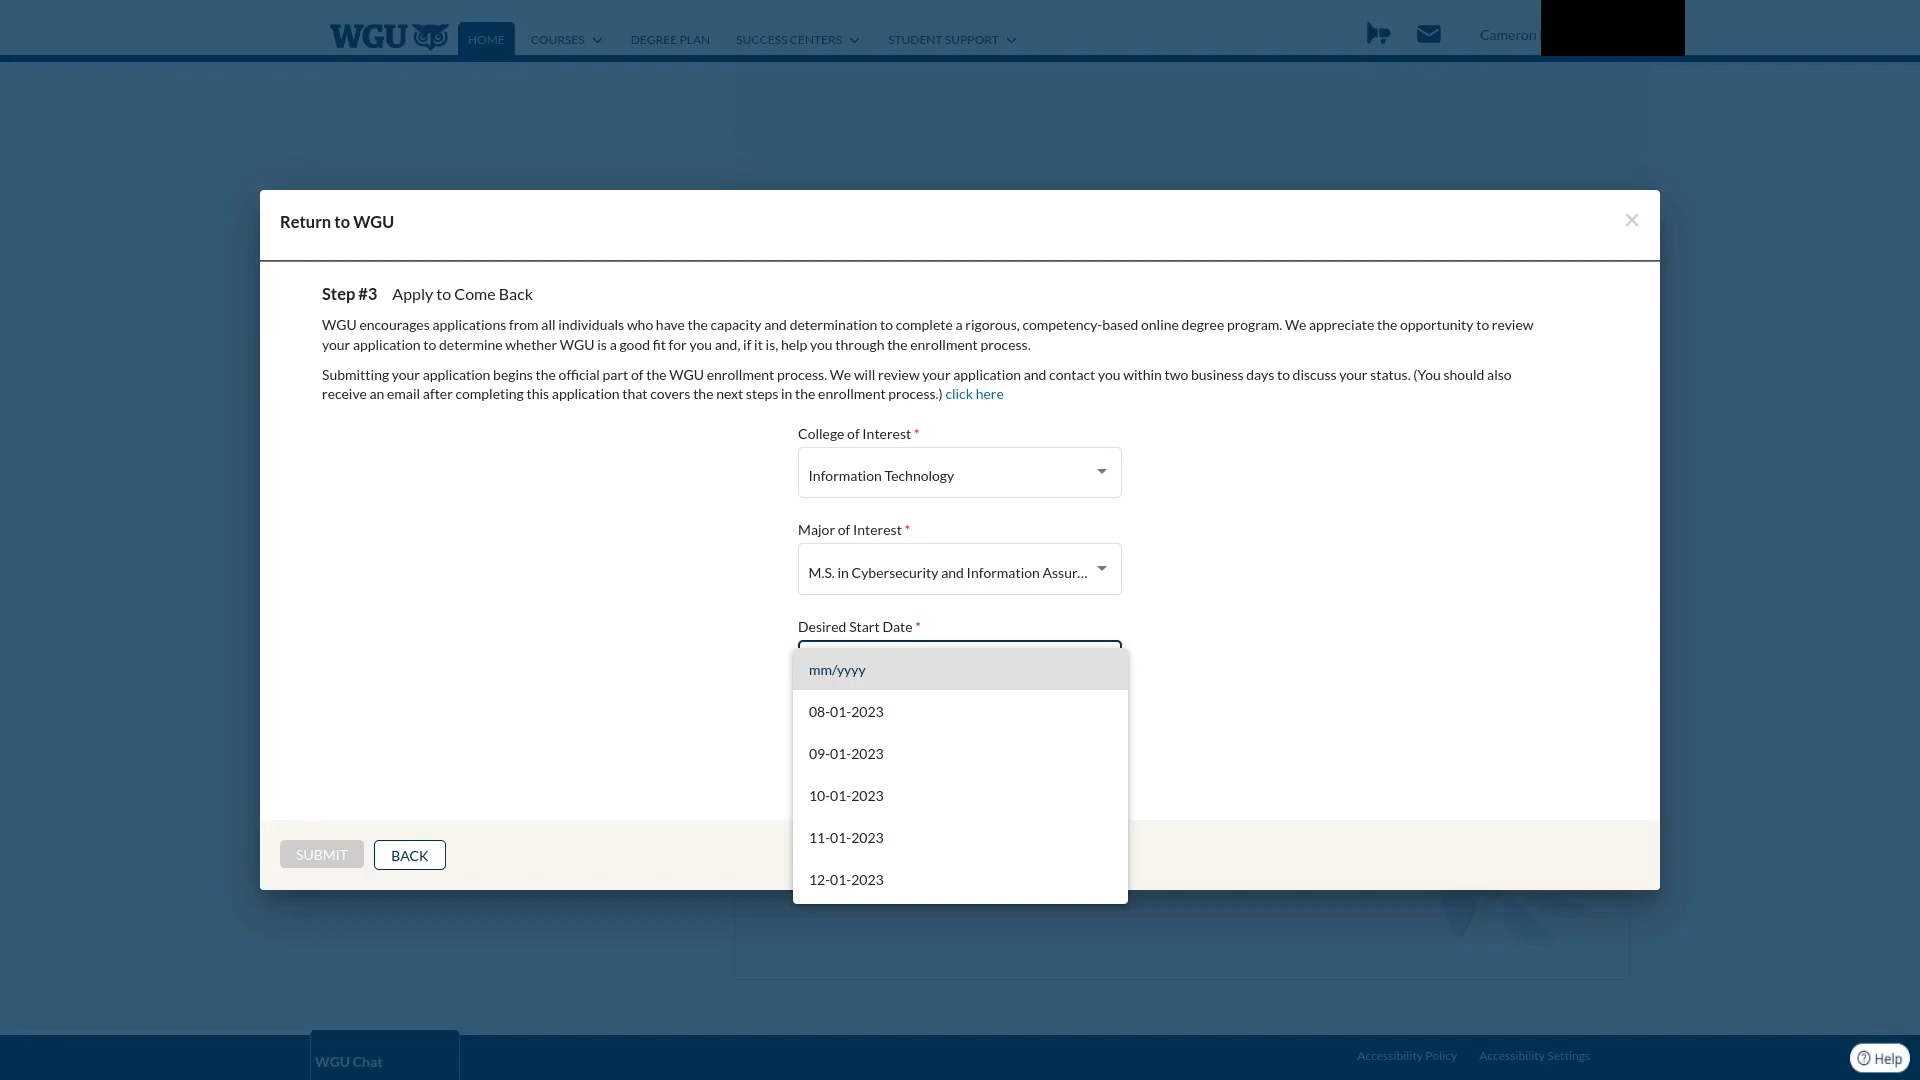 WGU
HOME
COURSES
DEGREE PLAN
SUCCESS CENTERS
STUDENT SUPPORT
Cameron
Return to WGU
×
Step #3 Apply to Come Back
WGU encourages applications from all individuals who have the capacity and determination to complete a rigorous, competency-based online degree program. We appreciate the opportunity to review
your application to determine whether WGU is a good fit for you and, if it is, help you through the enrollment process.
Submitting your application begins the official part of the WGU enrollment process. We will review your application and contact you within two business days to discuss your status. (You should also
receive an email after completing this application that covers the next steps in the enrollment process.) click here
College of Interest *
Information Technology
Major of Interest *
M.S. in Cybersecurity and Information Assur...
Desired Start Date *
mm/yyyy
08-01-2023
09-01-2023
10-01-2023
11-01-2023
12-01-2023
SUBMIT
BACK
WGU Chat
Accessibility Policy
Accessibility Settings
Help